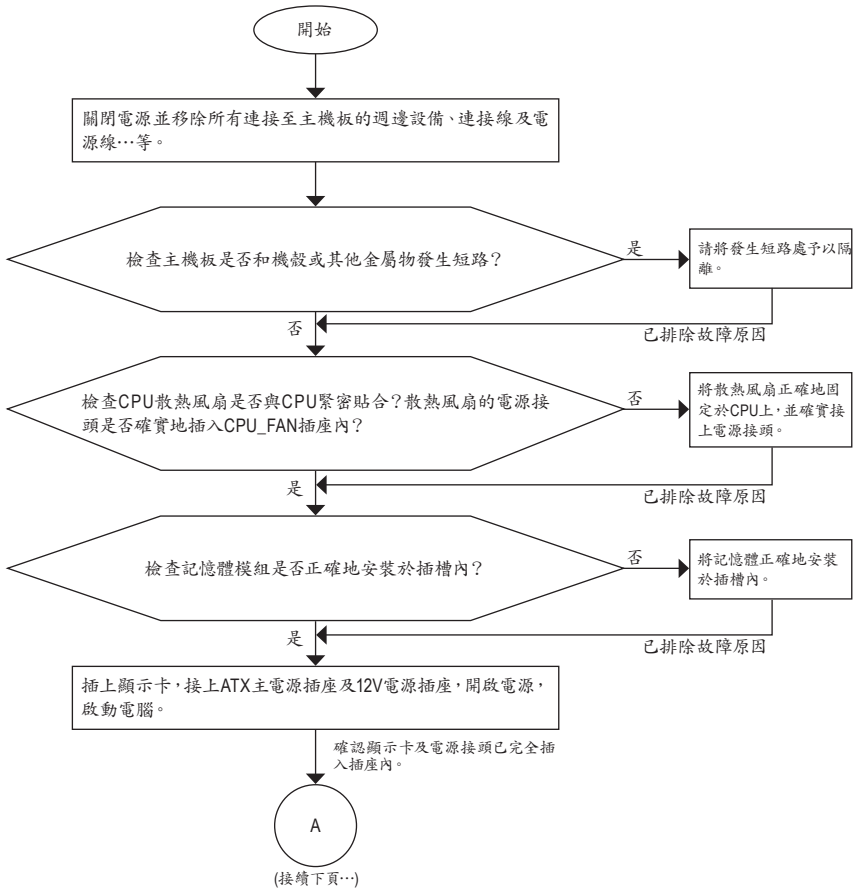 開始
關閉電源並移除所有連接至主機板的週邊設備、連接線及電
源線…等。
檢查主機板是否和機殼或其他金屬物發生短路？
是
請將發生短路處予以隔
離。
否
已排除故障原因
檢查CPU散熱風扇是否與CPU緊密貼合？散熱風扇的電源接
頭是否確實地插入CPU_FAN插座內？
否
將散熱風扇正確地固
定於CPU上，並確實接
上電源接頭。
是
已排除故障原因
檢查記憶體模組是否正確地安裝於插槽內？
否
將記憶體正確地安裝
於插槽內。
是
已排除故障原因
插上顯示卡，接上ATX主電源插座及12V電源插座，開啟電源，
啟動電腦。
確認顯示卡及電源接頭已完全插
入插座內。
A
(接續下頁…)